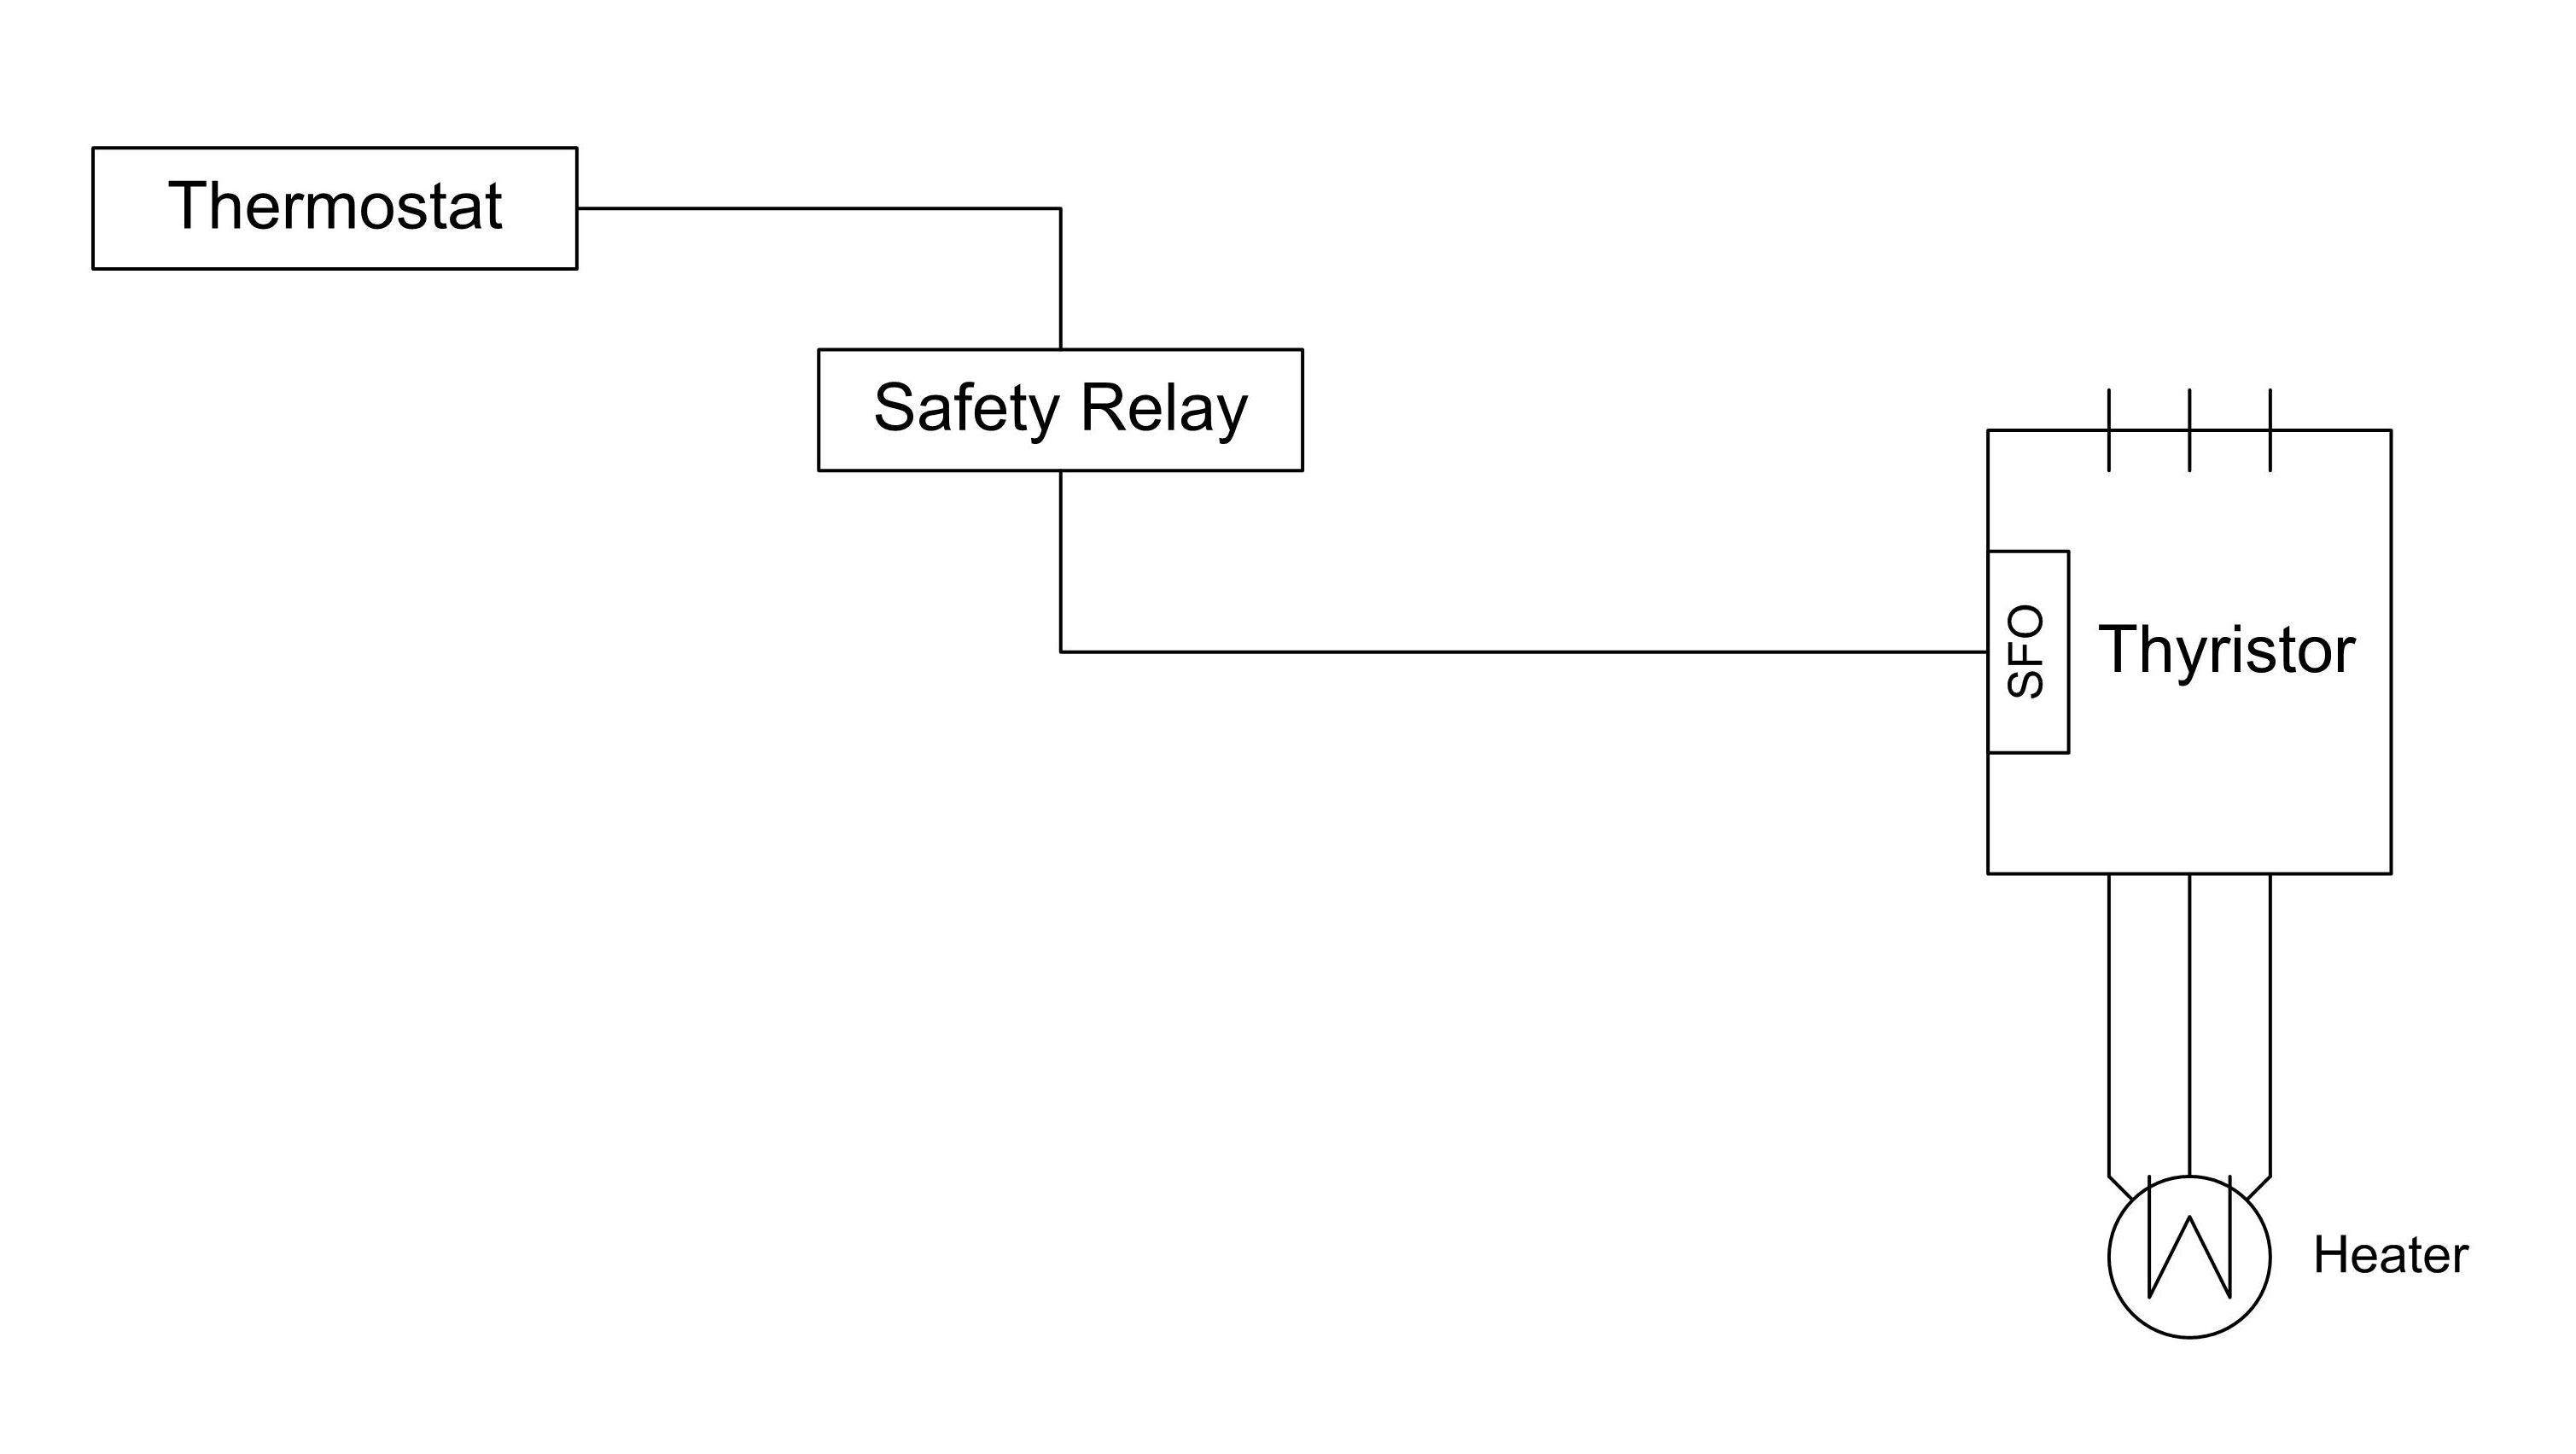 Thermostat
Safety Relay
SFO
Thyristor
Heater